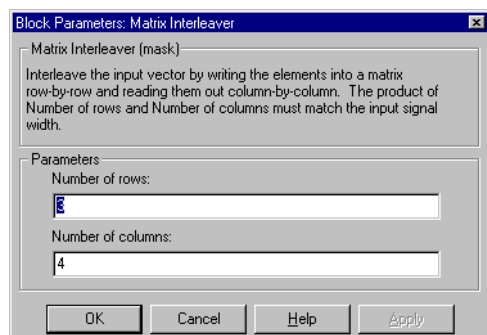 Block Parameters: Matrix Interleaver
Matrix Interleaver (mask)
Interleave the input vector by writing the elements into a matrix
row-by-row and reading them out column-by-column. The product of
Number of rows and Number of columns must match the input signal
width.
Parameters
Number of rows:
3
Number of columns:
4
OK Cancel Help Apply